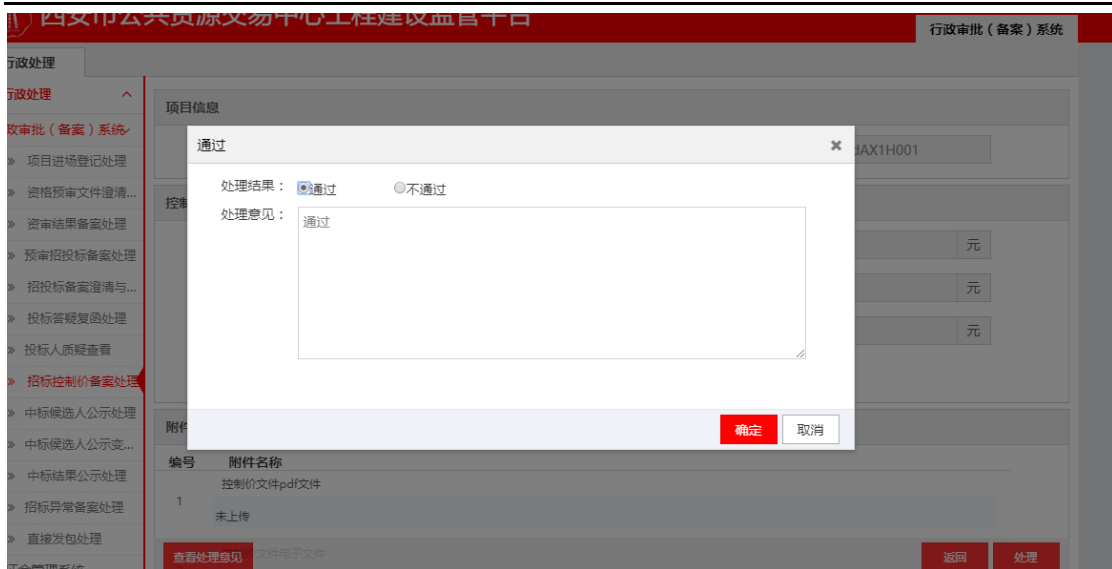 西安市公共资源交易中心工程建设监管平台
行政审批（备案）系统
行政处理
行政处理
政审批（备案）系统
项目进场登记处理
资格预审文件澄清...
资审结果备案处理
预审招投标备案处理
招投标备案澄清与...
投标答疑复函处理
投标人质疑查看
招标控制价备案处理
中标候选人公示处理
中标侯选人公示变...
中标结果公示处理
招标异常备案处理
直接发包处理
项目信息
AX1H001
控制
元
元
元
通过
处理结果：
通过
不通过
处理意见：
通过
确定
取消
附件
编号 附件名称
1
控制价文件pdf文件
未上传
文件电子文件
查看处理意见
返回
处理